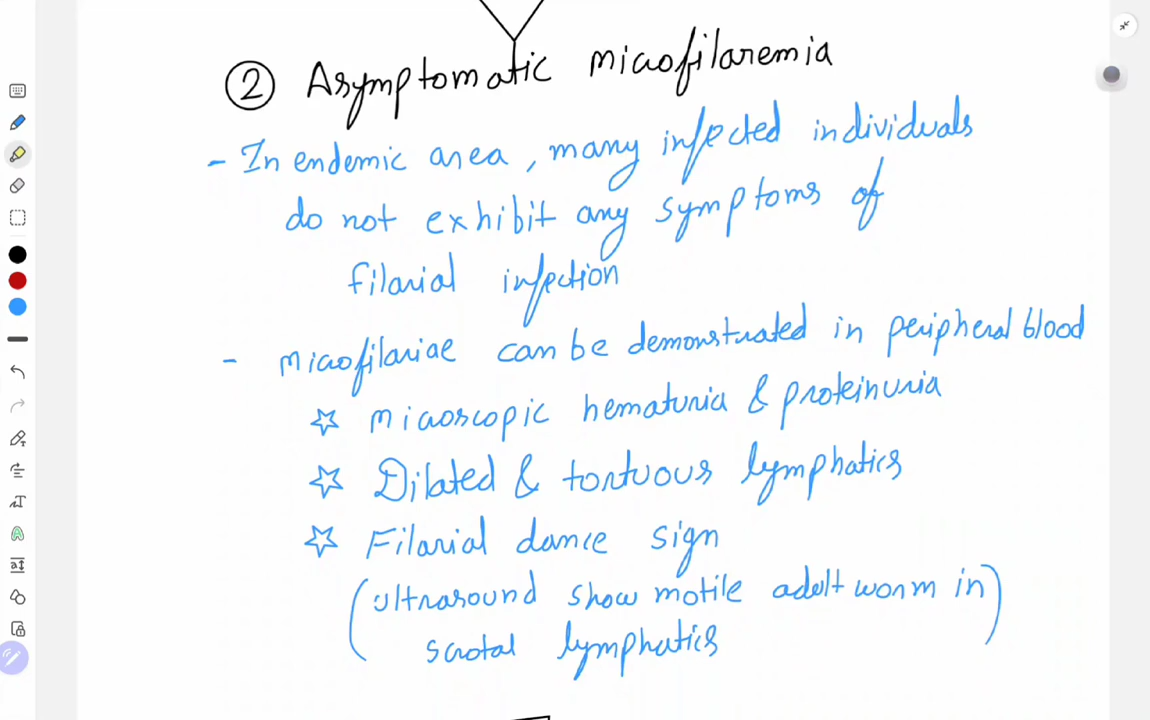 ② Asymptomatic microfilaremia
- In endemic area, many infected individuals
do not exhibit any symptoms of
filarial infection
- microfilariae can be demonstrated in peripheral blood
☆ microscopic hematuria & proteinuria
☆ Dilated & tortuous lymphatics
☆ Filarial dance sign
(ultrasound show motile adult worm in
scrotal lymphatics)